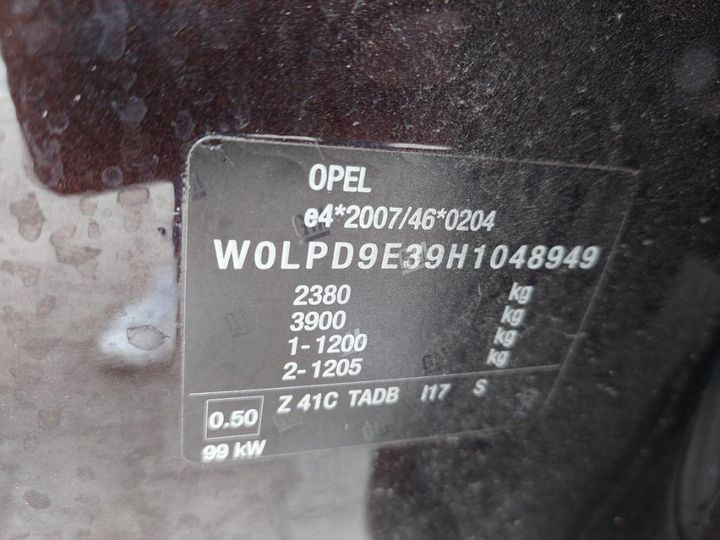 OPEL
e4*2007/46*0204
W0LPD9E39H1048949
2380 kg
3900 kg
1-1200 kg
2-1205 kg
0.50 Z 41C TADB I17 S
99 kW